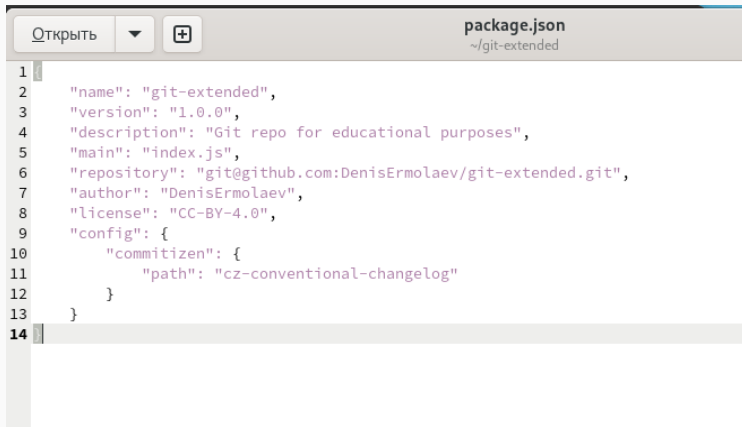 Открыть
package.json
~/git-extended
1 {
2 "name": "git-extended",
3 "version": "1.0.0",
4 "description": "Git repo for educational purposes",
5 "main": "index.js",
6 "repository": "git@github.com:DenisErmolaev/git-extended.git",
7 "author": "DenisErmolaev",
8 "license": "CC-BY-4.0",
9 "config": {
10 "commitizen": {
11 "path": "cz-conventional-changelog"
12 }
13 }
14 }